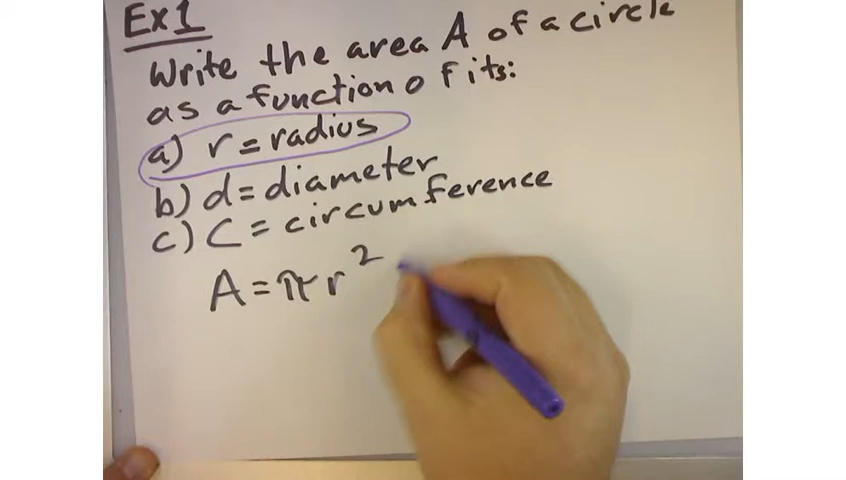 Ex1
Write the area A of a circle
as a function of its:
a) r = radius
b) d = diameter
c) C = circumference
A = πr²